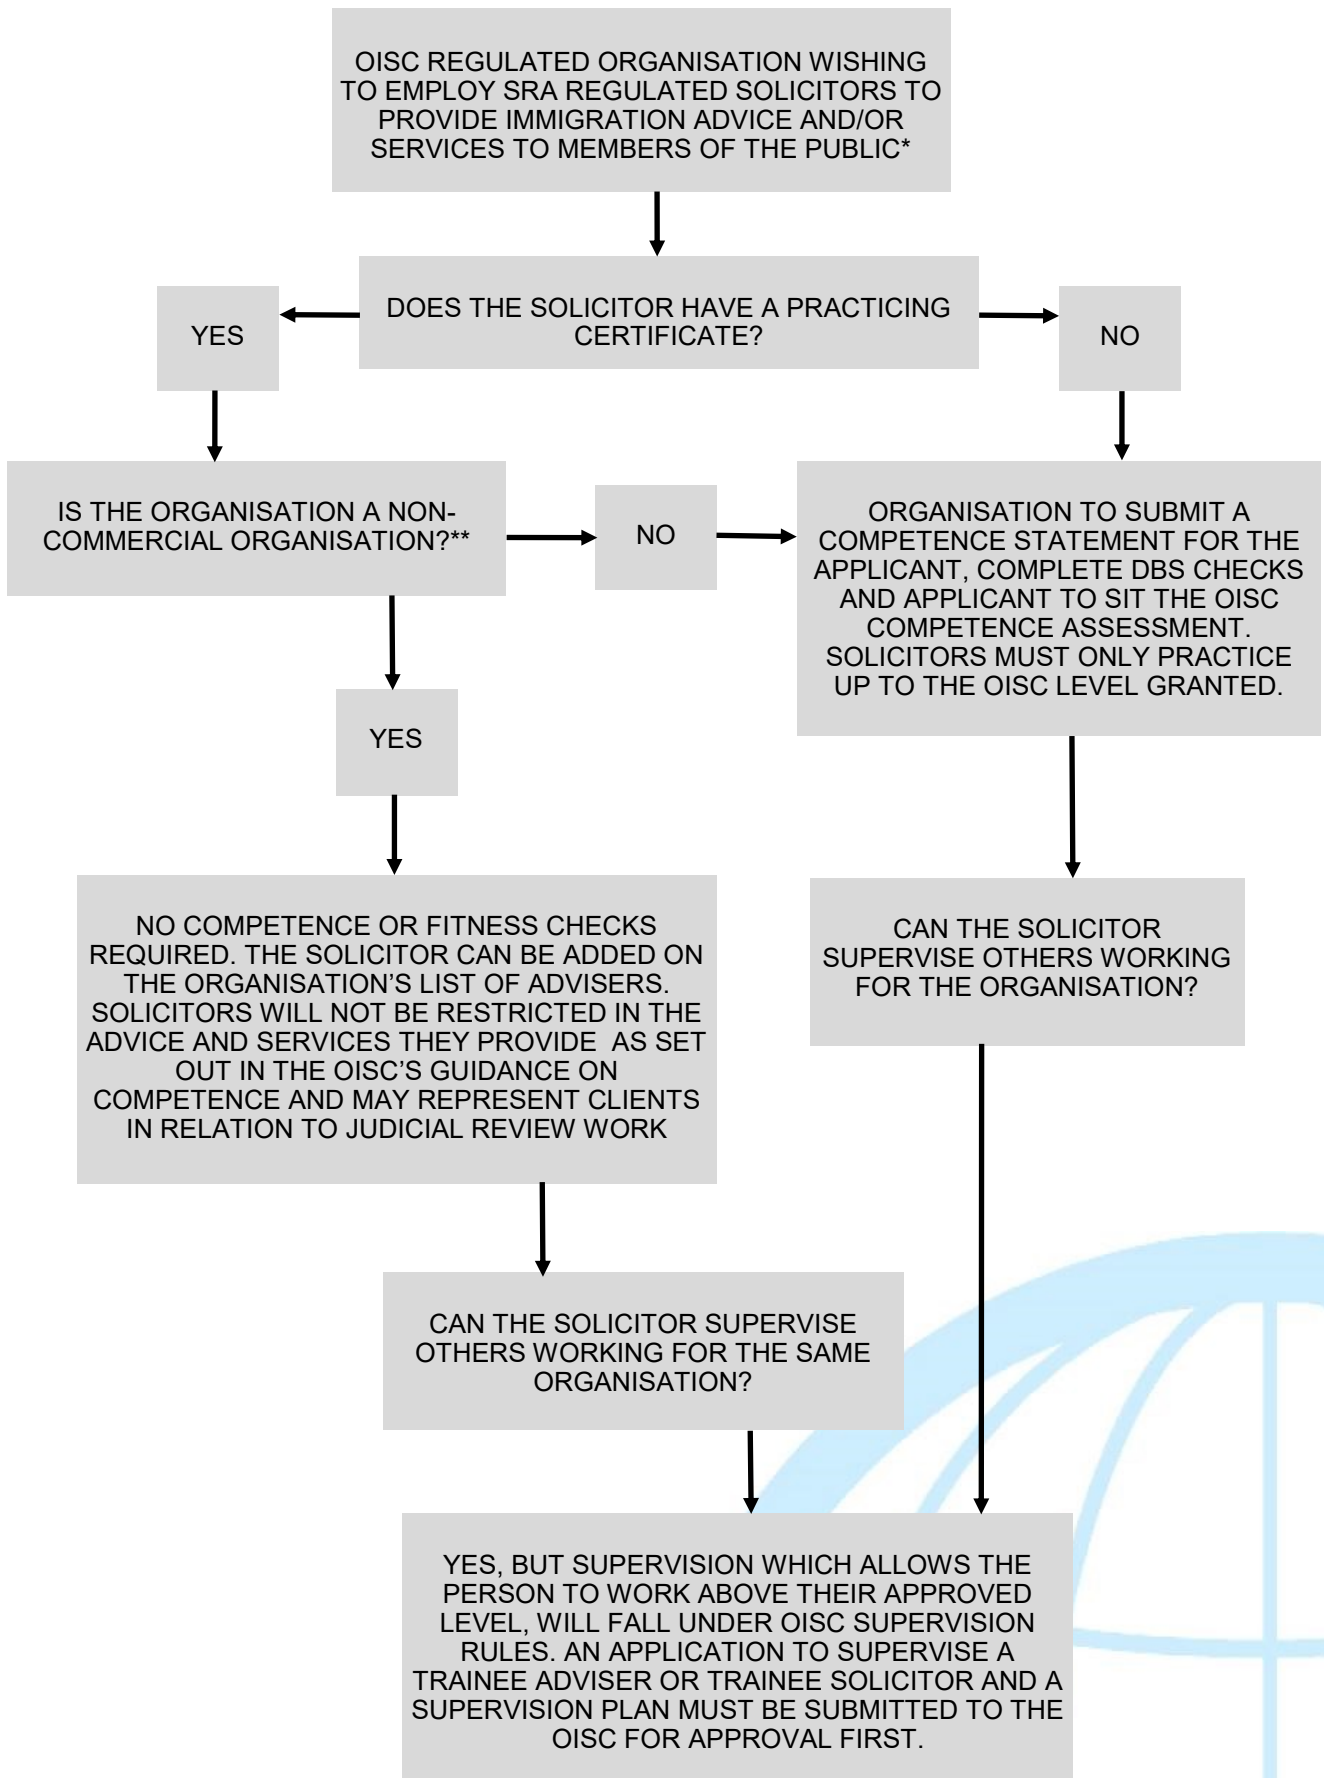 OISC REGULATED ORGANISATION WISHING
TO EMPLOY SRA REGULATED SOLICITORS TO
PROVIDE IMMIGRATION ADVICE AND/OR
SERVICES TO MEMBERS OF THE PUBLIC*
DOES THE SOLICITOR HAVE A PRACTICING
CERTIFICATE?
YES
NO
IS THE ORGANISATION A NON-
COMMERCIAL ORGANISATION?**
NO
ORGANISATION TO SUBMIT A
COMPETENCE STATEMENT FOR THE
APPLICANT, COMPLETE DBS CHECKS
AND APPLICANT TO SIT THE OISC
COMPETENCE ASSESSMENT.
SOLICITORS MUST ONLY PRACTICE
UP TO THE OISC LEVEL GRANTED.
YES
NO COMPETENCE OR FITNESS CHECKS
REQUIRED. THE SOLICITOR CAN BE ADDED ON
THE ORGANISATION'S LIST OF ADVISERS.
SOLICITORS WILL NOT BE RESTRICTED IN THE
ADVICE AND SERVICES THEY PROVIDE AS SET
OUT IN THE OISC'S GUIDANCE ON
COMPETENCE AND MAY REPRESENT CLIENTS
IN RELATION TO JUDICIAL REVIEW WORK
CAN THE SOLICITOR
SUPERVISE OTHERS WORKING
FOR THE ORGANISATION?
CAN THE SOLICITOR SUPERVISE
OTHERS WORKING FOR THE SAME
ORGANISATION?
YES, BUT SUPERVISION WHICH ALLOWS THE
PERSON TO WORK ABOVE THEIR APPROVED
LEVEL, WILL FALL UNDER OISC SUPERVISION
RULES. AN APPLICATION TO SUPERVISE A
TRAINEE ADVISER OR TRAINEE SOLICITOR AND A
SUPERVISION PLAN MUST BE SUBMITTED TO THE
OISC FOR APPROVAL FIRST.